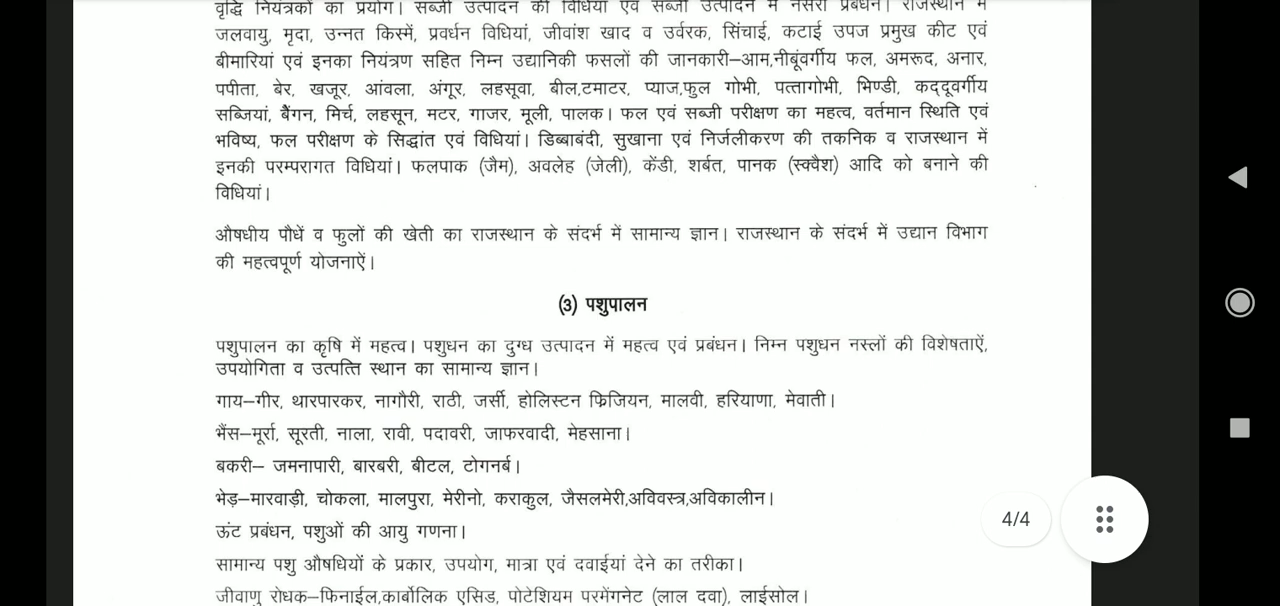 वृद्धि नियंत्रकों का प्रयोग। सब्जी उत्पादन की विधियां एवं सब्जी उत्पादन में नर्सरी प्रबंधन। राजस्थान में
जलवायु, मृदा, उन्नत किस्में, प्रवर्धन विधियां, जीवांश खाद व उर्वरक, सिंचाई, कटाई उपज प्रमुख कीट एवं
बीमारियां एवं इनका नियंत्रण सहित निम्न उद्यानिकी फसलों की जानकारी–आम,नीबूंवर्गीय फल, अमरूद, अनार,
पपीता, बेर, खजूर, आंवला, अंगूर, लहसूवा, बील,टमाटर, प्याज,फुल गोभी, पत्तागोभी, भिण्डी, कद्दूवर्गीय
सब्जियां, बैंगन, मिर्च, लहसून, मटर, गाजर, मूली, पालक। फल एवं सब्जी परीक्षण का महत्व, वर्तमान स्थिति एवं
भविष्य, फल परीक्षण के सिद्धांत एवं विधियां। डिब्बाबंदी, सुखाना एवं निर्जलीकरण की तकनिक व राजस्थान में
इनकी परम्परागत विधियां। फलपाक (जैम), अवलेह (जेली), केंडी, शर्बत, पानक (स्क्वैश) आदि को बनाने की
विधियां।
औषधीय पौधें व फुलों की खेती का राजस्थान के संदर्भ में सामान्य ज्ञान। राजस्थान के संदर्भ में उद्यान विभाग
की महत्वपूर्ण योजनाऐं।
(3) पशुपालन
पशुपालन का कृषि में महत्व। पशुधन का दुग्ध उत्पादन में महत्व एवं प्रबंधन। निम्न पशुधन नस्लों की विशेषताऐं,
उपयोगिता व उत्पत्ति स्थान का सामान्य ज्ञान।
गाय–गीर, थारपारकर, नागौरी, राठी, जर्सी, होलिस्टन फ्रिजियन, मालवी, हरियाणा, मेवाती।
भैंस–मूर्रा, सूरती, नाला, रावी, पदावरी, जाफरवादी, मेहसाना।
बकरी– जमनापारी, बारबरी, बीटल, टोगनर्ब।
भेड़–मारवाड़ी, चोकला, मालपुरा, मेरीनो, कराकुल, जैसलमेरी,अविवस्त्र,अविकालीन।
ऊंट प्रबंधन, पशुओं की आयु गणना।
सामान्य पशु औषधियों के प्रकार, उपयोग, मात्रा एवं दवाईयां देने का तरीका।
जीवाणु रोधक–फिनाईल,कार्बोलिक एसिड, पोटेशियम परमेंगनेट (लाल दवा), लाईसोल।
4/4